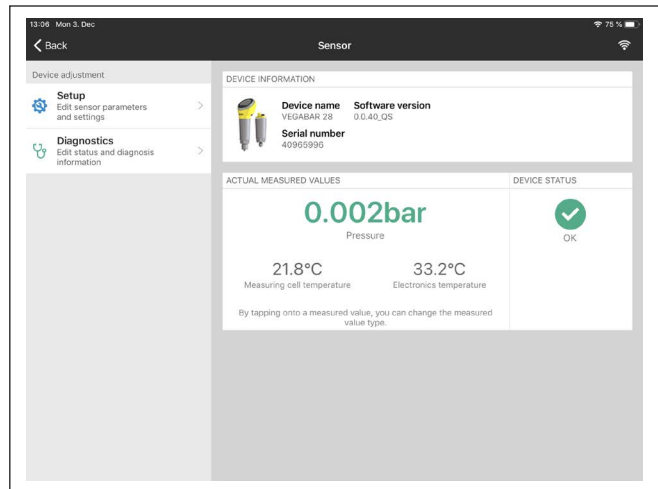 13:06 Mon 3. Dec
75 %
Back
Sensor
Device adjustment
Setup
Edit sensor parameters
and settings
Diagnostics
Edit status and diagnosis
information
DEVICE INFORMATION
Device name
VEGABAR 28
Software version
0.0.40_QS
Serial number
40965996
ACTUAL MEASURED VALUES
0.002bar
Pressure
21.8°C
Measuring cell temperature
33.2°C
Electronics temperature
By tapping onto a measured value, you can change the measured
value type.
DEVICE STATUS
OK